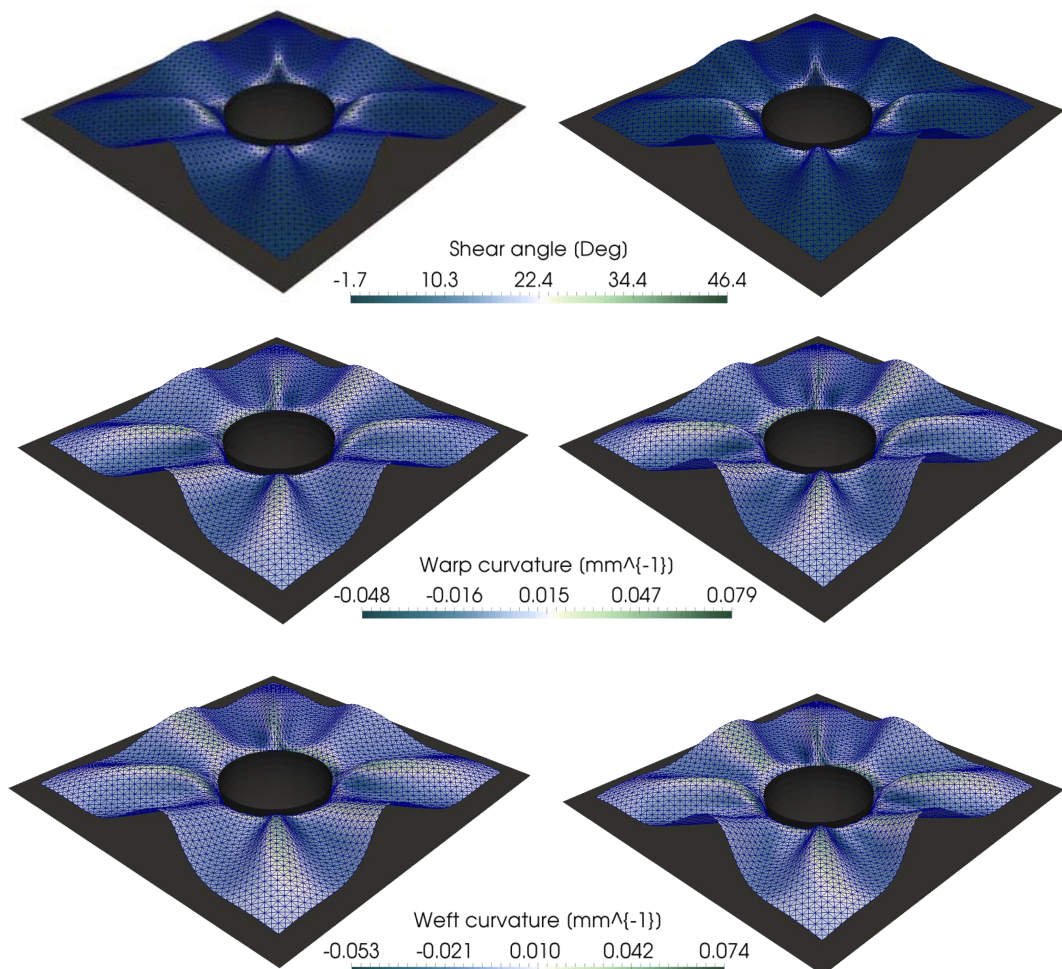 Shear angle (Deg)
-1.7 10.3 22.4 34.4 46.4
Warp curvature (mm^{-1})
-0.048 -0.016 0.015 0.047 0.079
Weft curvature (mm^{-1})
-0.053 -0.021 0.010 0.042 0.074